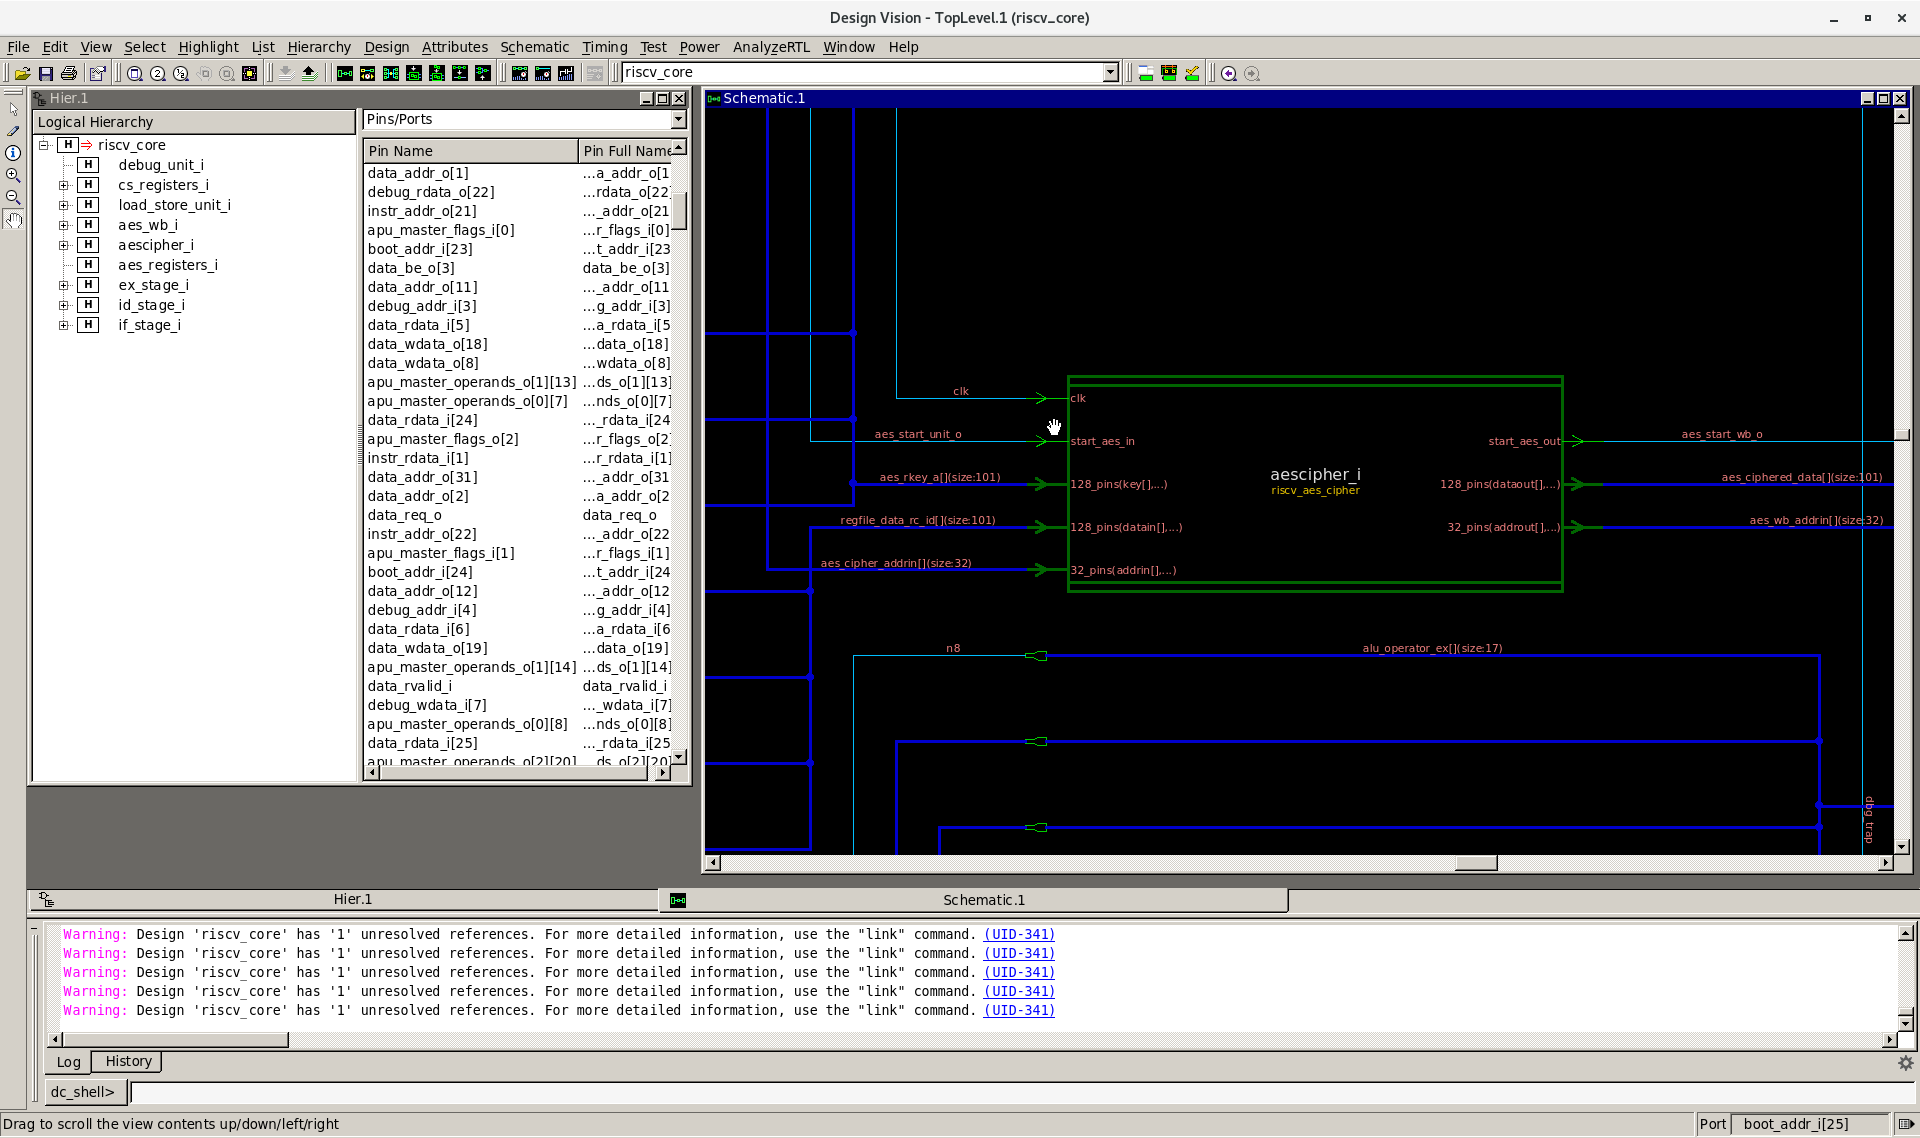 Design Vision - TopLevel.1 (riscv_core)
File Edit View Select Highlight List Hierarchy Design Attributes Schematic Timing Test Power AnalyzeRTL Window Help
riscv_core
Hier.1
Logical Hierarchy
riscv_core
debug_unit_i
cs_registers_i
load_store_unit_i
aes_wb_i
aescipher_i
aes_registers_i
ex_stage_i
id_stage_i
if_stage_i
Pins/Ports
Pin Name Pin Full Name
data_addr_o[1] ...a_addr_o[1
debug_rdata_o[22] ...rdata_o[22
instr_addr_o[21] ..._addr_o[21
apu_master_flags_i[0] ...r_flags_i[0]
boot_addr_i[23] ...t_addr_i[23
data_be_o[3] data_be_o[3]
data_addr_o[11] ..._addr_o[11
debug_addr_i[3] ...g_addr_i[3]
data_rdata_i[5] ...a_rdata_i[5
data_wdata_o[18] ...data_o[18]
data_wdata_o[8] ...wdata_o[8]
apu_master_operands_o[1][13] ...ds_o[1][13]
apu_master_operands_o[0][7] ...nds_o[0][7]
data_rdata_i[24] ..._rdata_i[24
apu_master_flags_o[2] ...r_flags_o[2]
instr_rdata_i[1] ...r_rdata_i[1]
data_addr_o[31] ..._addr_o[31
data_addr_o[2] ...a_addr_o[2
data_req_o data_req_o
instr_addr_o[22] ..._addr_o[22
apu_master_flags_i[1] ...r_flags_i[1]
boot_addr_i[24] ...t_addr_i[24
data_addr_o[12] ..._addr_o[12
debug_addr_i[4] ...g_addr_i[4]
data_rdata_i[6] ...a_rdata_i[6
data_wdata_o[19] ...data_o[19]
apu_master_operands_o[1][14] ...ds_o[1][14]
data_rvalid_i data_rvalid_i
debug_wdata_i[7] ..._wdata_i[7]
apu_master_operands_o[0][8] ...nds_o[0][8]
data_rdata_i[25] ..._rdata_i[25
apu_master_operands_o[2][20] ...ds_o[2][20]
Schematic.1
clk
clk
aes_start_unit_o
start_aes_in
start_aes_out
aes_start_wb_o
aescipher_i
riscv_aes_cipher
aes_rkey_a[](size:101)
128_pins(key[],...)
128_pins(dataout[],...)
aes_ciphered_data[](size:101)
regfile_data_rc_id[](size:101)
128_pins(datain[],...)
32_pins(addrout[],...)
aes_wb_addrin[](size:32)
aes_cipher_addrin[](size:32)
32_pins(addrin[],...)
n8
alu_operator_ex[](size:17)
dbg_trap
Hier.1
Schematic.1
Warning: Design 'riscv_core' has '1' unresolved references. For more detailed information, use the "link" command. (UID-341)
Warning: Design 'riscv_core' has '1' unresolved references. For more detailed information, use the "link" command. (UID-341)
Warning: Design 'riscv_core' has '1' unresolved references. For more detailed information, use the "link" command. (UID-341)
Warning: Design 'riscv_core' has '1' unresolved references. For more detailed information, use the "link" command. (UID-341)
Warning: Design 'riscv_core' has '1' unresolved references. For more detailed information, use the "link" command. (UID-341)
Log History
dc_shell>
Drag to scroll the view contents up/down/left/right
Port boot_addr_i[25]